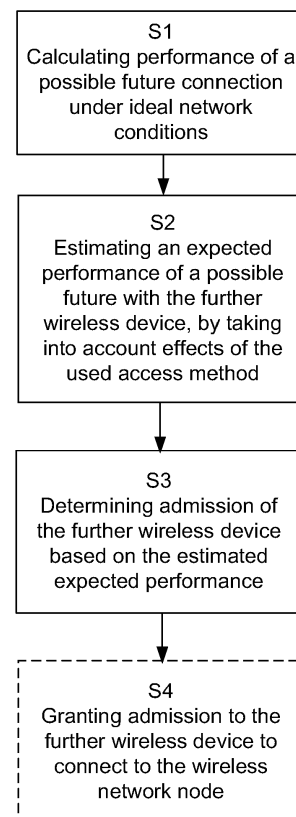 S1
Calculating performance of a
possible future connection
under ideal network
conditions
S2
Estimating an expected
performance of a possible
future with the further
wireless device, by taking
into account effects of the
used access method
S3
Determining admission of
the further wireless device
based on the estimated
expected performance
S4
Granting admission to the
further wireless device to
connect to the wireless
network node